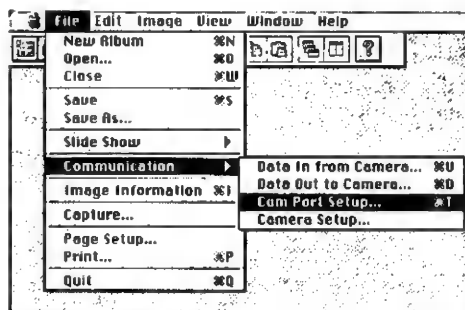 File Edit Image View Window Help
New Album ⌘N
Open... ⌘O
Close ⌘W
Save ⌘S
Save As...
Slide Show ▶
Communication ▶
Data In from Camera... ⌘U
Data Out to Camera... ⌘D
Com Port Setup... ⌘T
Camera Setup...
Image Information ⌘I
Capture...
Page Setup...
Print... ⌘P
Quit ⌘Q